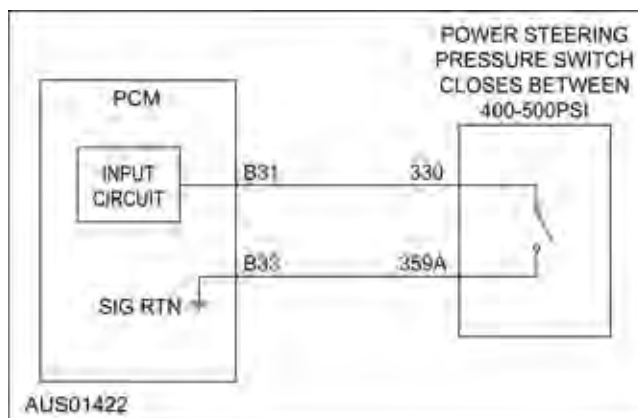 POWER STEERING
PRESSURE SWITCH
CLOSES BETWEEN
400-500PSI
PCM
INPUT
CIRCUIT
B31
330
B33
359A
SIG RTN
AUS01422